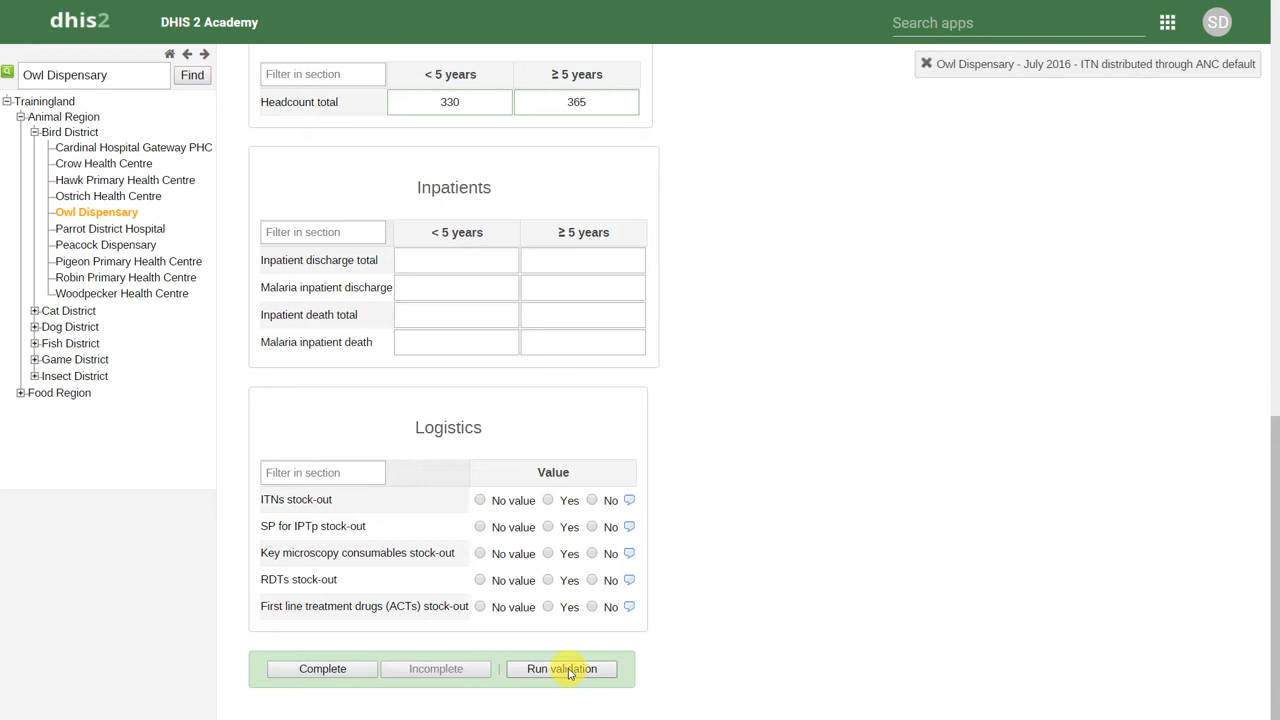 dhis2
DHIS 2 Academy
Search apps
SD
Owl Dispensary
Find
Trainingland
Animal Region
Bird District
Cardinal Hospital Gateway PHC
Crow Health Centre
Hawk Primary Health Centre
Ostrich Health Centre
Owl Dispensary
Parrot District Hospital
Peacock Dispensary
Pigeon Primary Health Centre
Robin Primary Health Centre
Woodpecker Health Centre
Cat District
Dog District
Fish District
Game District
Insect District
Food Region
Owl Dispensary - July 2016 - ITN distributed through ANC default
Filter in section < 5 years ≥ 5 years
Headcount total 330 365
Inpatients
Filter in section < 5 years ≥ 5 years
Inpatient discharge total
Malaria inpatient discharge
Inpatient death total
Malaria inpatient death
Logistics
Filter in section Value
ITNs stock-out No value Yes No
SP for IPTp stock-out No value Yes No
Key microscopy consumables stock-out No value Yes No
RDTs stock-out No value Yes No
First line treatment drugs (ACTs) stock-out No value Yes No
Complete Incomplete | Run validation